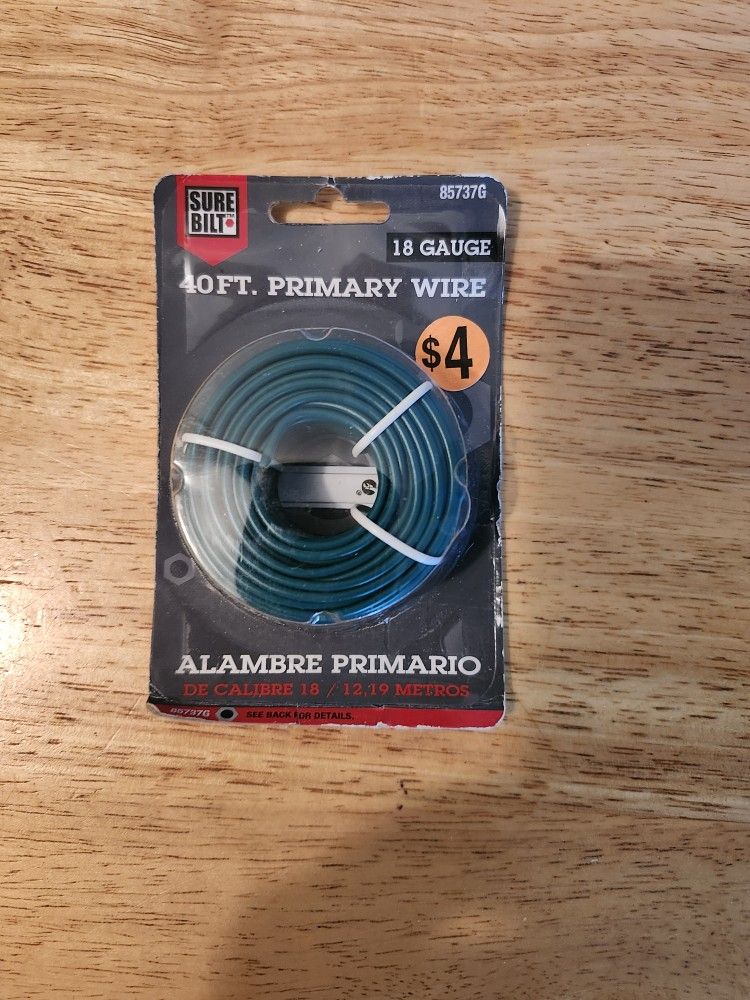 SURE
BILT™
85737G
18 GAUGE
40FT. PRIMARY WIRE
$4
®
ALAMBRE PRIMARIO
DE CALIBRE 18 / 12,19 METROS
85737G SEE BACK FOR DETAILS.